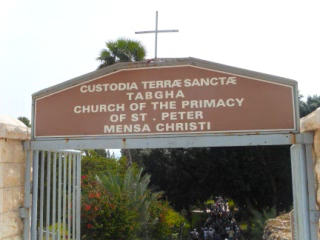 CUSTODIA TERRÆ SANCTÆ
TABGHA
CHURCH OF THE PRIMACY
OF ST . PETER
MENSA CHRISTI